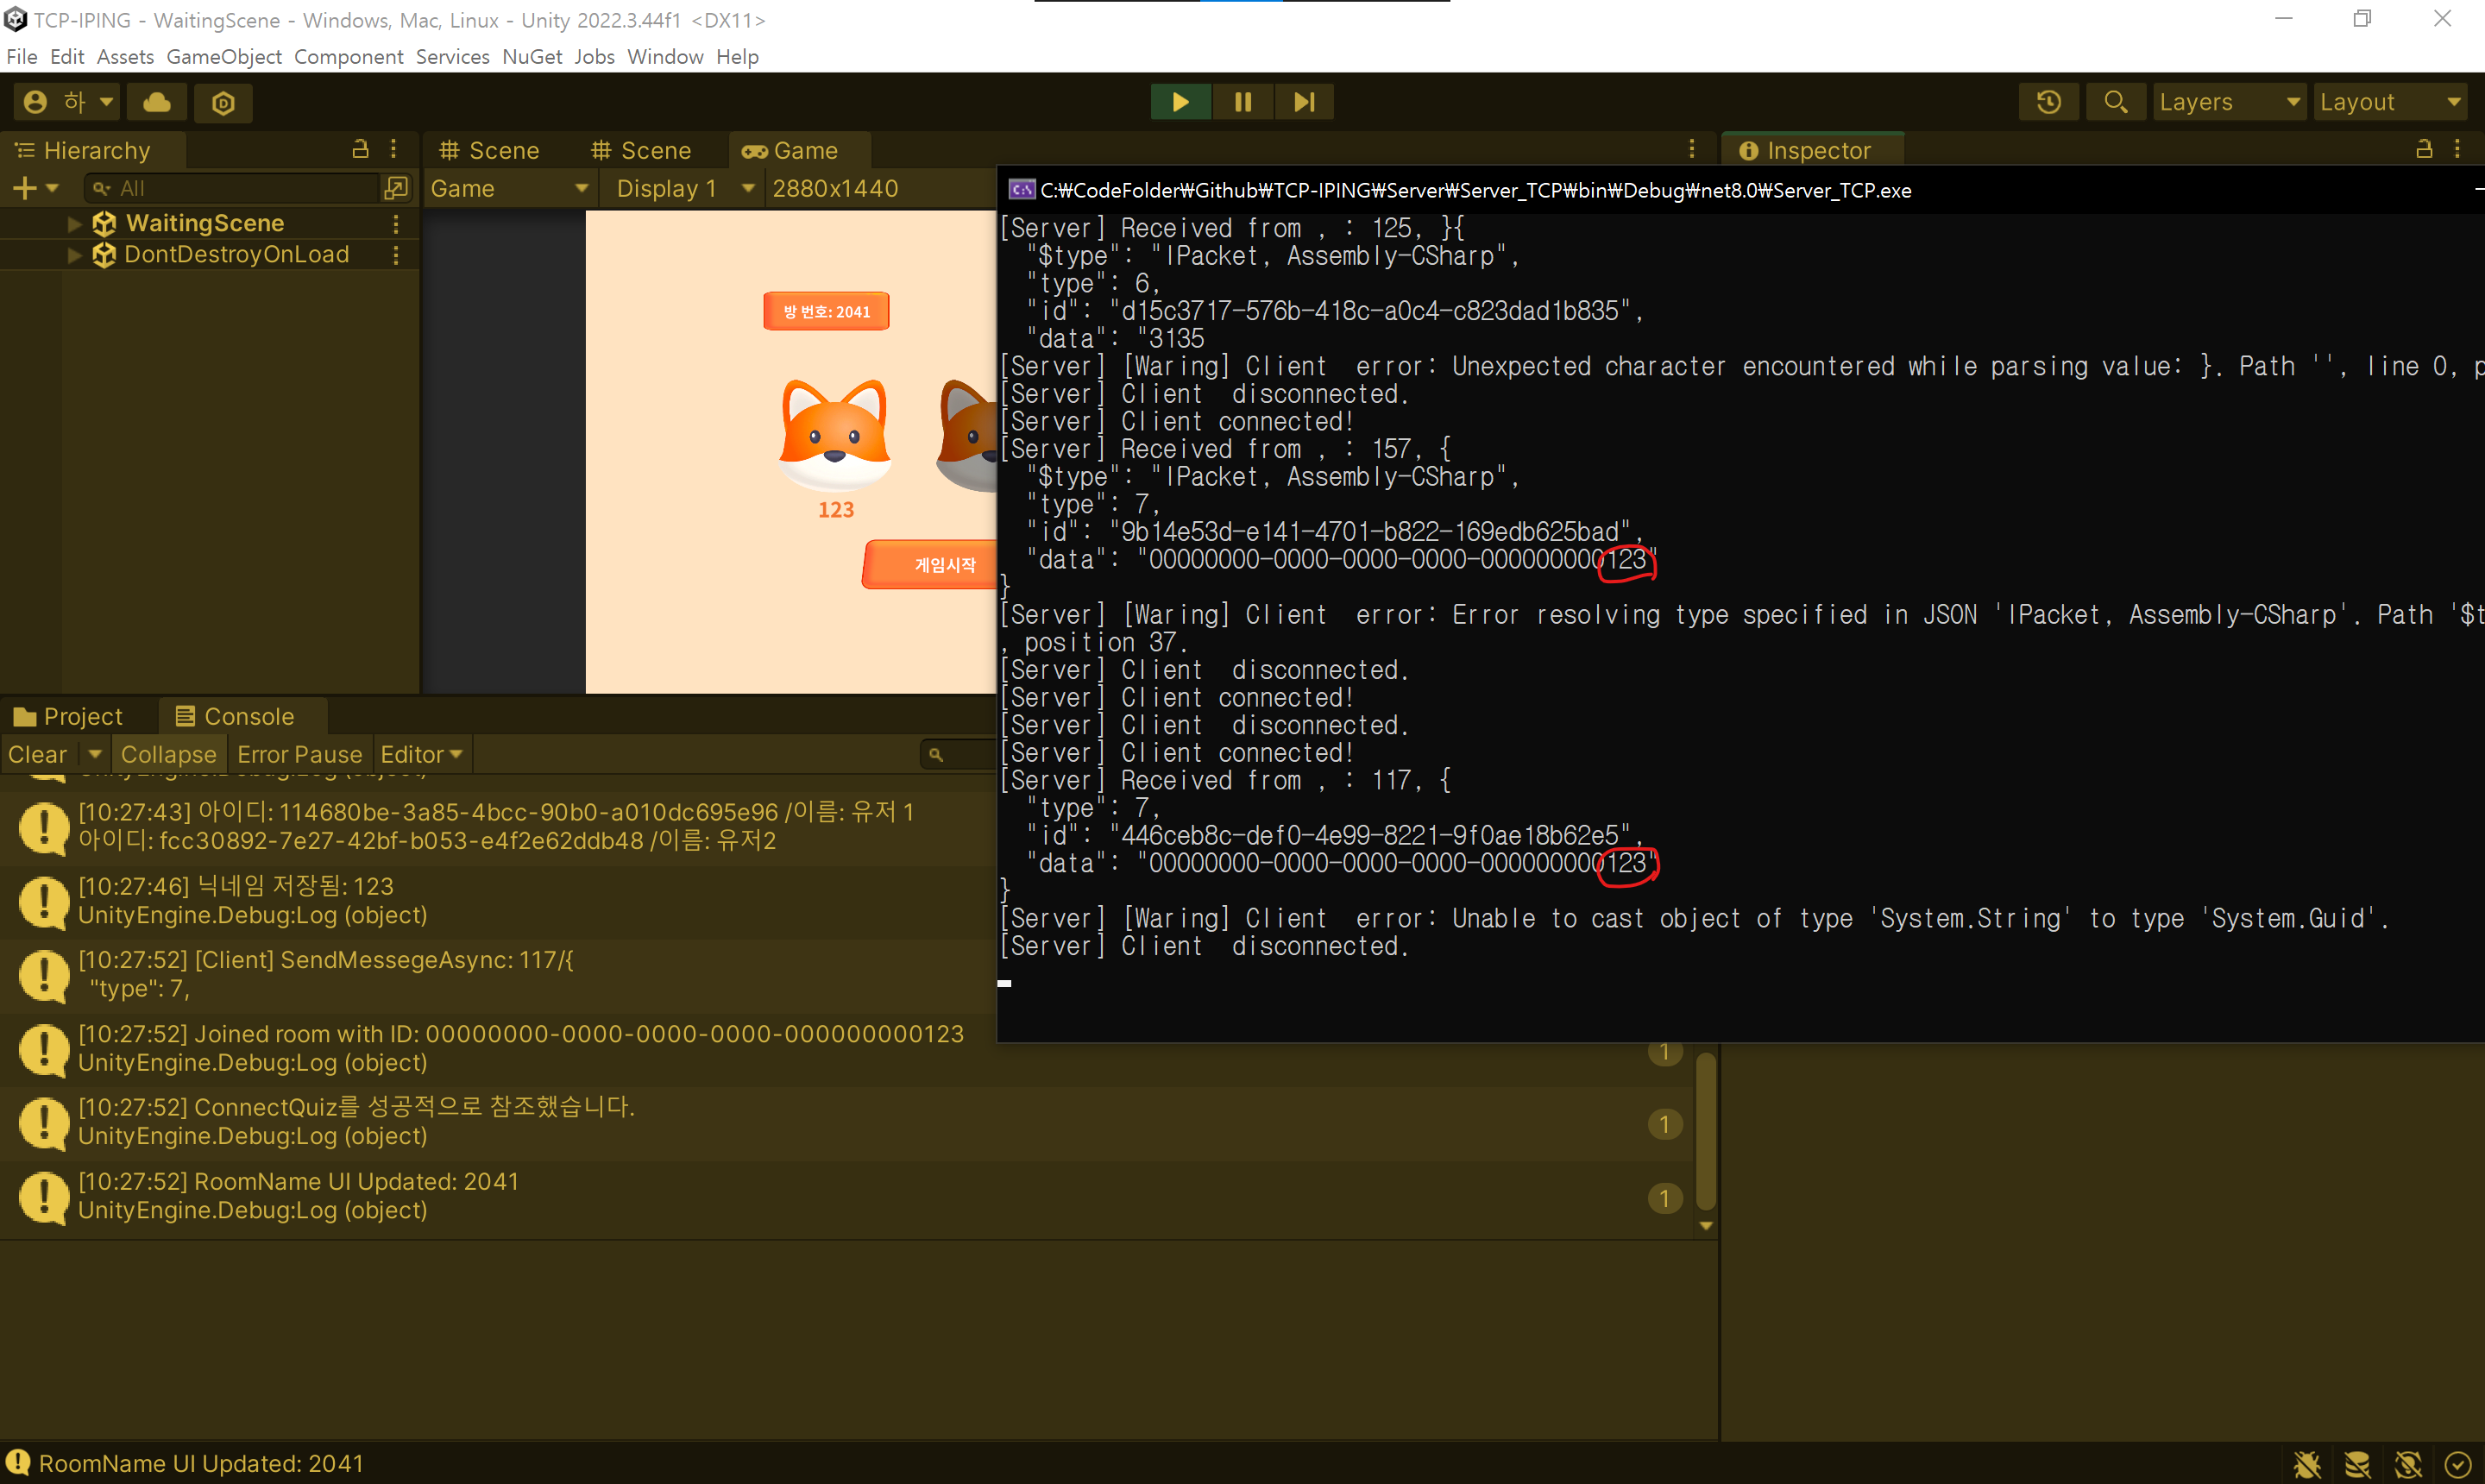 TCP-IPING - WaitingScene - Windows, Mac, Linux - Unity 2022.3.44f1 <DX11>
File Edit Assets GameObject Component Services NuGet Jobs Window Help
하
Layers
Layout
Hierarchy
Scene
Scene
Game
Inspector
All
Game
Display 1
2880x1440
WaitingScene
DontDestroyOnLoad
방 번호: 2041
123
게임시작
C:₩CodeFolder₩Github₩TCP-IPING₩Server₩Server_TCP₩bin₩Debug₩net8.0₩Server_TCP.exe
[Server] Received from , : 125, }{
"$type": "IPacket, Assembly-CSharp",
"type": 6,
"id": "d15c3717-576b-418c-a0c4-c823dad1b835",
"data": "3135
[Server] [Waring] Client  error: Unexpected character encountered while parsing value: }. Path '', line 0, p
[Server] Client  disconnected.
[Server] Client connected!
[Server] Received from , : 157, {
"$type": "IPacket, Assembly-CSharp",
"type": 7,
"id": "9b14e53d-e141-4701-b822-169edb625bad",
"data": "00000000-0000-0000-0000-000000000123"
}
[Server] [Waring] Client  error: Error resolving type specified in JSON 'IPacket, Assembly-CSharp'. Path '$t
, position 37.
[Server] Client  disconnected.
[Server] Client connected!
[Server] Client  disconnected.
[Server] Client connected!
[Server] Received from , : 117, {
"type": 7,
"id": "446ceb8c-def0-4e99-8221-9f0ae18b62e5",
"data": "00000000-0000-0000-0000-000000000123"
}
[Server] [Waring] Client  error: Unable to cast object of type 'System.String' to type 'System.Guid'.
[Server] Client  disconnected.
Project
Console
Clear
Collapse
Error Pause
Editor
UnityEngine.Debug:Log (object)
[10:27:43] 아이디: 114680be-3a85-4bcc-90b0-a010dc695e96 /이름: 유저 1
아이디: fcc30892-7e27-42bf-b053-e4f2e62ddb48 /이름: 유저2
[10:27:46] 닉네임 저장됨: 123
UnityEngine.Debug:Log (object)
[10:27:52] [Client] SendMessegeAsync: 117/{
"type": 7,
[10:27:52] Joined room with ID: 00000000-0000-0000-0000-000000000123
UnityEngine.Debug:Log (object)
1
[10:27:52] ConnectQuiz를 성공적으로 참조했습니다.
UnityEngine.Debug:Log (object)
1
[10:27:52] RoomName UI Updated: 2041
UnityEngine.Debug:Log (object)
1
RoomName UI Updated: 2041